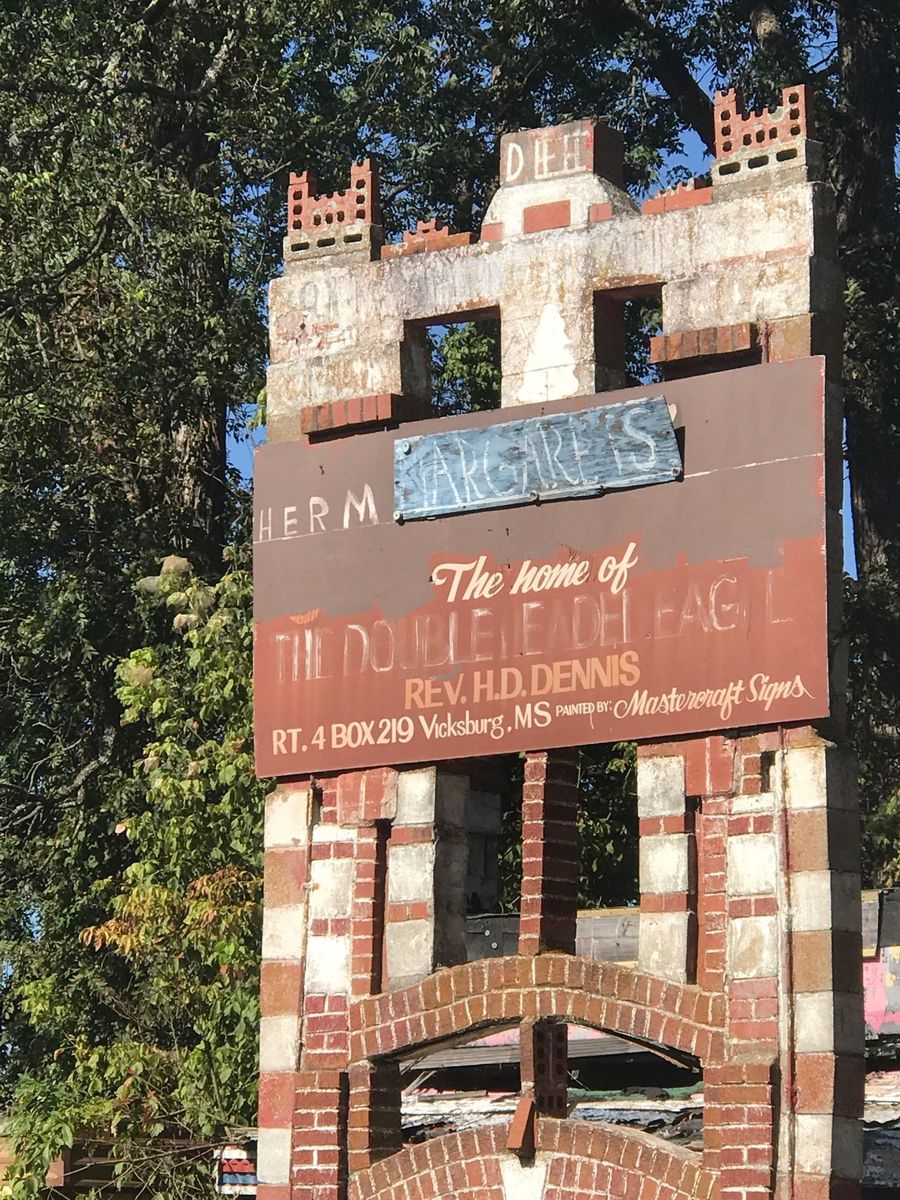 HERM
MARGARETS'
The home of
THE DOUBLE HEADED EAGLE
REV. H.D. DENNIS
RT. 4 BOX 219 Vicksburg, MS PAINTED BY: Mastercraft Signs